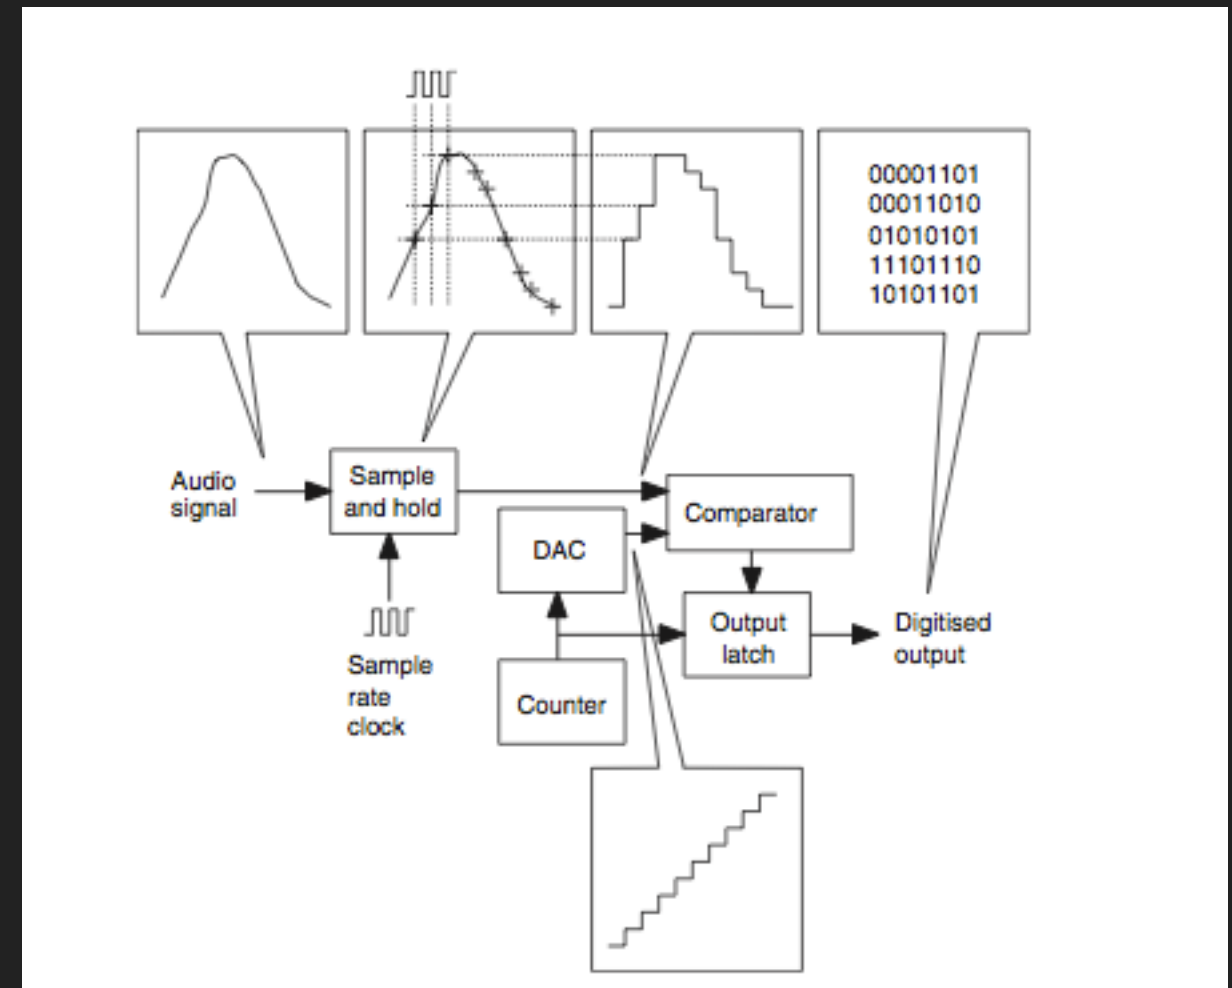 00001101
00011010
01010101
11101110
10101101
Audio
signal
Sample
and hold
Comparator
DAC
Sample
rate
clock
Counter
Output
latch
Digitised
output